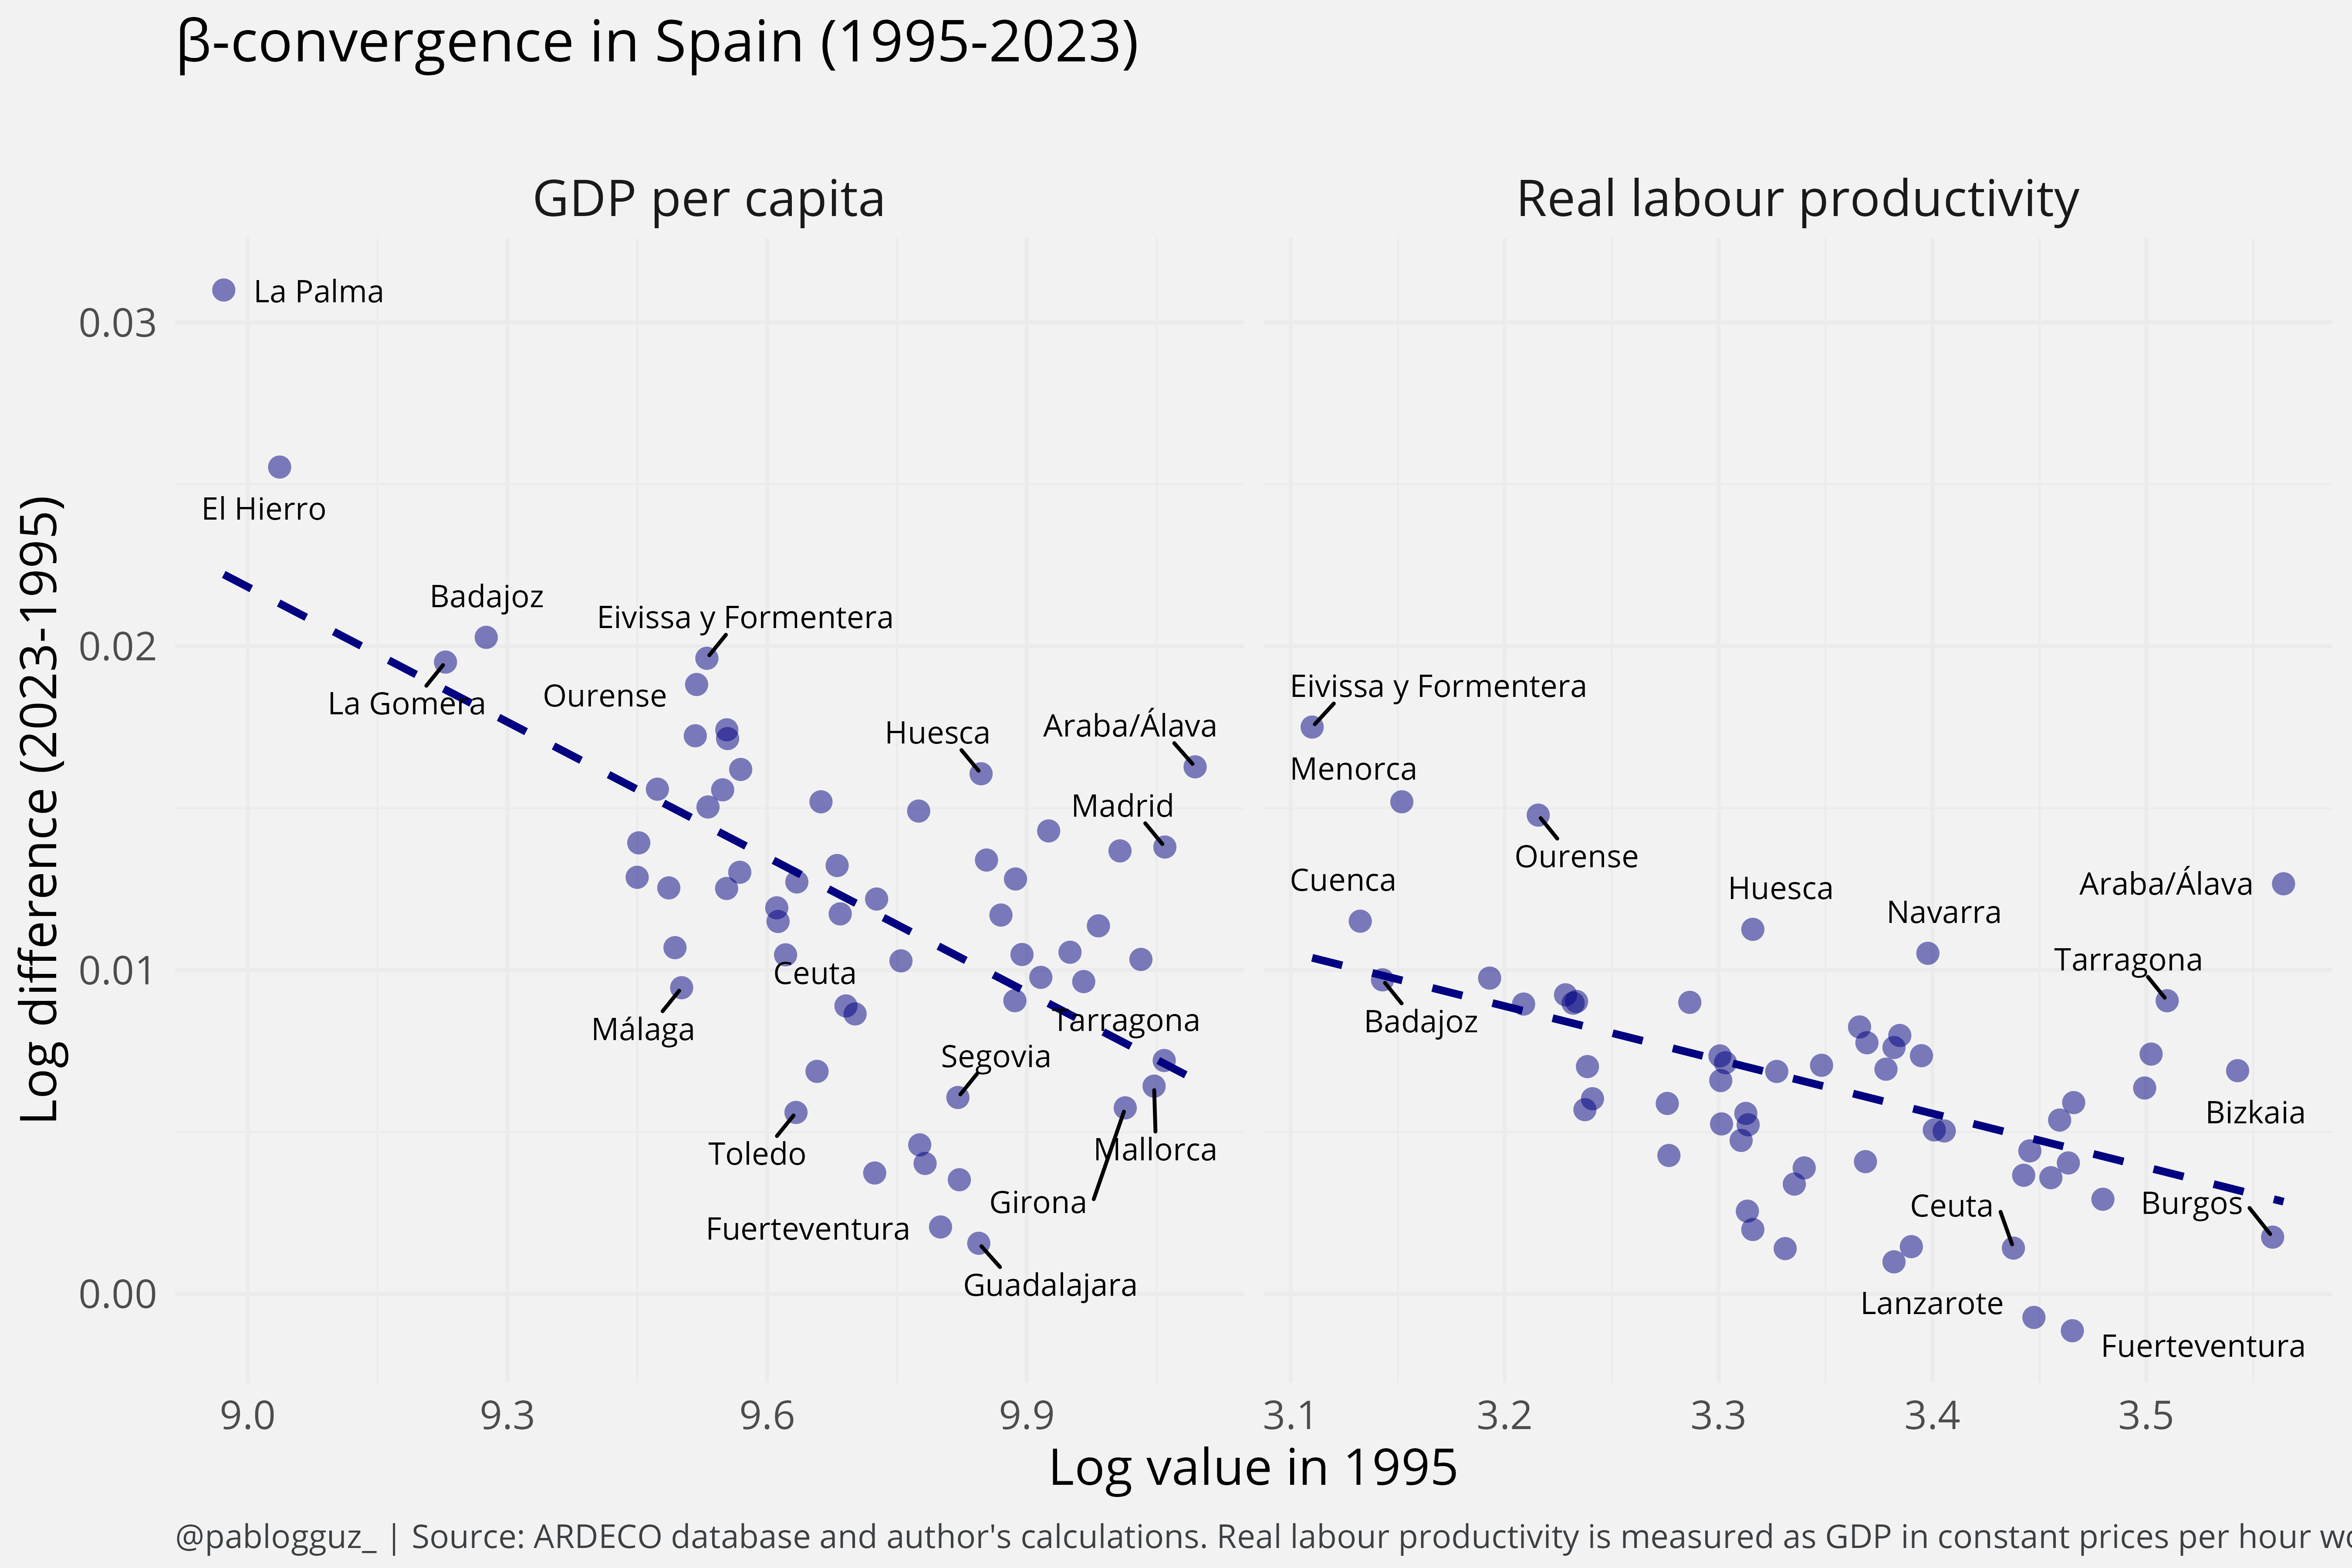 β-convergence in Spain (1995-2023)
GDP per capita
Real labour productivity
Log difference (2023-1995)
0.03
0.02
0.01
0.00
La Palma
El Hierro
Badajoz
Eivissa y Formentera
La Gomera
Ourense
Huesca
Araba/Álava
Madrid
Ceuta
Málaga
Tarragona
Segovia
Toledo
Mallorca
Girona
Fuerteventura
Guadalajara
Eivissa y Formentera
Menorca
Ourense
Cuenca
Huesca
Araba/Álava
Navarra
Tarragona
Badajoz
Bizkaia
Ceuta
Burgos
Lanzarote
Fuerteventura
9.0 9.3 9.6 9.9
3.1 3.2 3.3 3.4 3.5
Log value in 1995
@pablogguz_ | Source: ARDECO database and author's calculations. Real labour productivity is measured as GDP in constant prices per hour